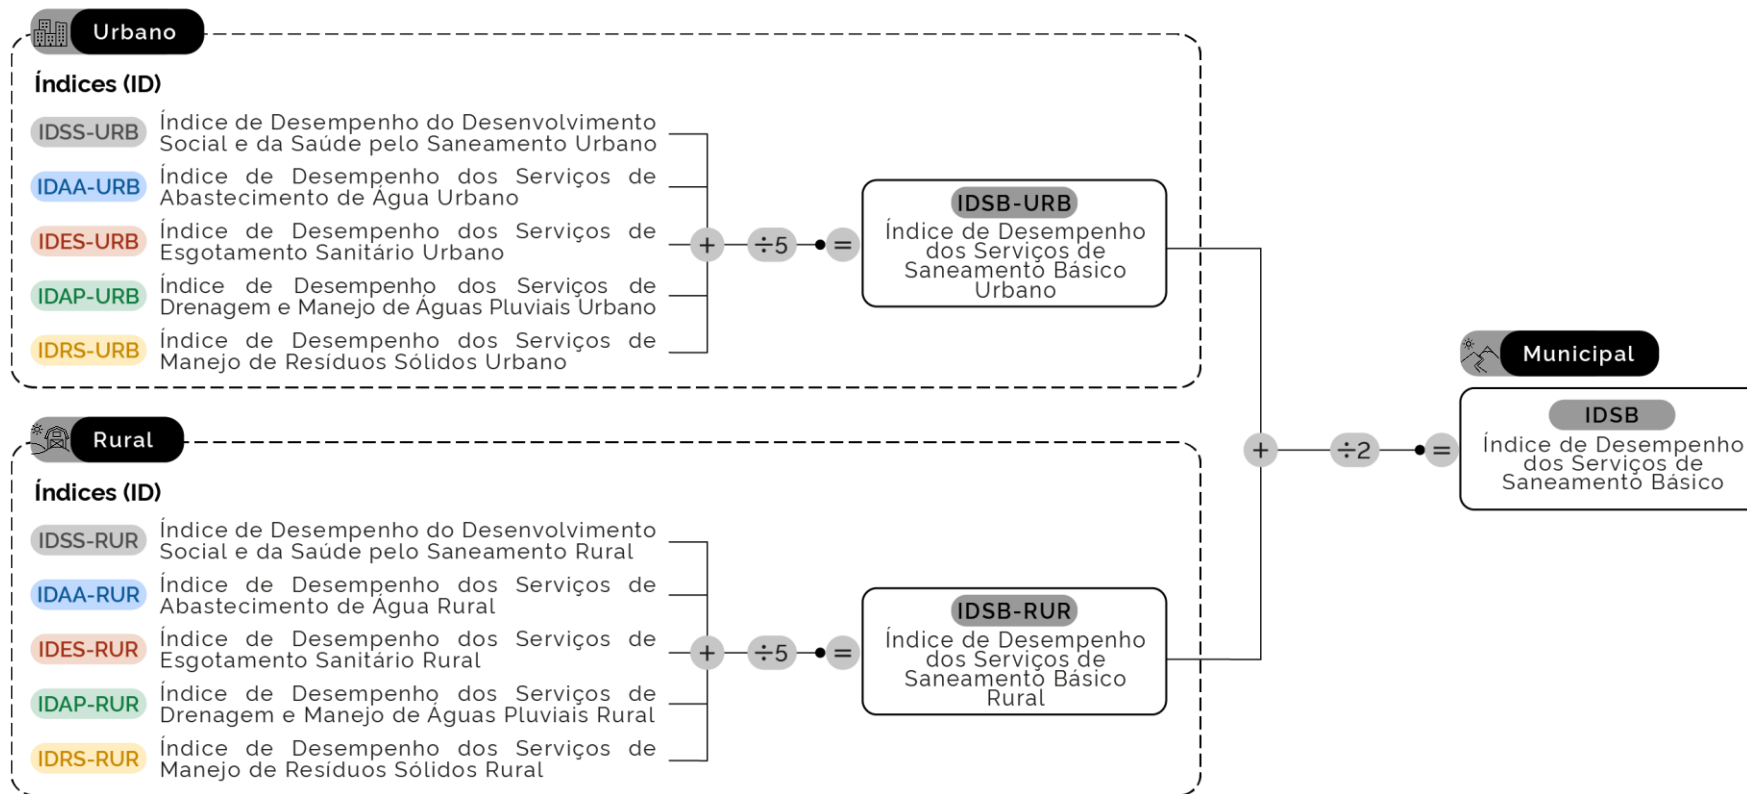 Urbano
Índices (ID)
IDSS-URB
Índice de Desempenho do Desenvolvimento
Social e da Saúde pelo Saneamento Urbano
IDAA-URB
Índice de Desempenho dos Serviços de
Abastecimento de Água Urbano
IDES-URB
Índice de Desempenho dos Serviços de
Esgotamento Sanitário Urbano
IDAP-URB
Índice de Desempenho dos Serviços de
Drenagem e Manejo de Águas Pluviais Urbano
IDRS-URB
Índice de Desempenho dos Serviços de
Manejo de Resíduos Sólidos Urbano
+
÷5
=
IDSB-URB
Índice de Desempenho
dos Serviços de
Saneamento Básico
Urbano
Rural
Índices (ID)
IDSS-RUR
Índice de Desempenho do Desenvolvimento
Social e da Saúde pelo Saneamento Rural
IDAA-RUR
Índice de Desempenho dos Serviços de
Abastecimento de Água Rural
IDES-RUR
Índice de Desempenho dos Serviços de
Esgotamento Sanitário Rural
IDAP-RUR
Índice de Desempenho dos Serviços de
Drenagem e Manejo de Águas Pluviais Rural
IDRS-RUR
Índice de Desempenho dos Serviços de
Manejo de Resíduos Sólidos Rural
+
÷5
=
IDSB-RUR
Índice de Desempenho
dos Serviços de
Saneamento Básico
Rural
+
÷2
=
Municipal
IDSB
Índice de Desempenho
dos Serviços de
Saneamento Básico